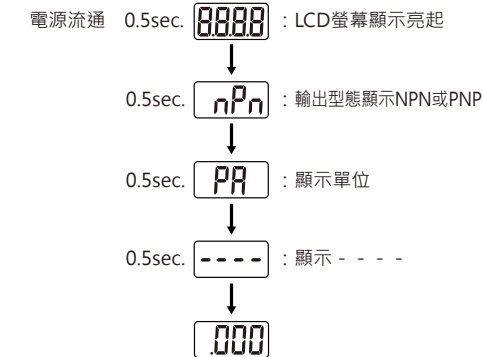 電源流通 0.5sec. 8.8.8.8 : LCD螢幕顯示亮起
0.5sec. nPn : 輸出型態顯示NPN或PNP
0.5sec. PA : 顯示單位
0.5sec. ---- : 顯示 - - - -
.000